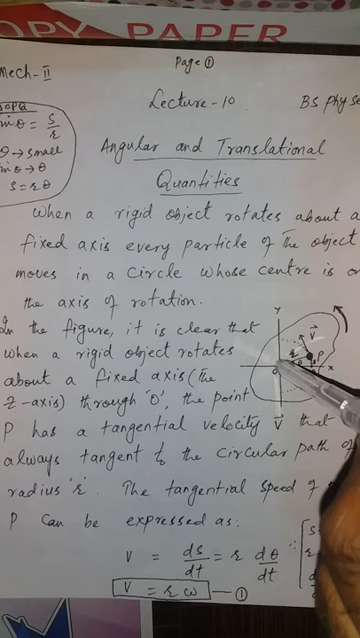 OPY PAPER
Mech-II
Page ①
Lecture-10
BS Phy Se
sinθ = s/r
θ → small
sinθ → θ
s = rθ
Angular and Translational
Quantities
When a rigid object rotates about a
fixed axis every particle of the object
moves in a circle whose centre is on
the axis of rotation.
In the figure, it is clear that
when a rigid object rotates
about a fixed axis (the
z-axis) through 'O', the point
P has a tangential velocity V⃗ that
always tangent to the circular path of
radius 'r'. The tangential speed of
P can be expressed as:
V = ds/dt = r dθ/dt ∴
V = rω —①
Y
V⃗
P
r
θ
O
x